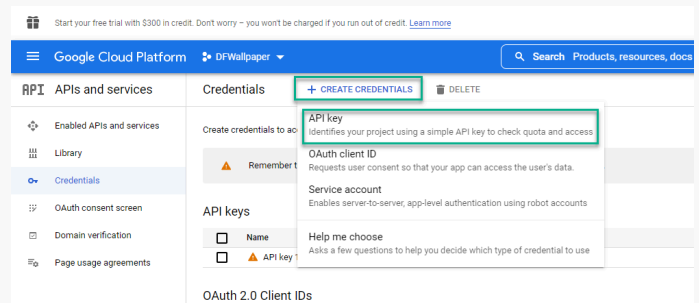 Start your free trial with $300 in credit. Don't worry – you won't be charged if you run out of credit. Learn more
Google Cloud Platform
DFWallpaper
Search Products, resources, docs
API APIs and services
Credentials
+ CREATE CREDENTIALS
DELETE
Enabled APIs and services
Library
Credentials
OAuth consent screen
Domain verification
Page usage agreements
Create credentials to ac
Remember t
API key
Identifies your project using a simple API key to check quota and access
OAuth client ID
Requests user consent so that your app can access the user's data.
Service account
Enables server-to-server, app-level authentication using robot accounts
Help me choose
Asks a few questions to help you decide which type of credential to use
API keys
Name
API key 1
OAuth 2.0 Client IDs